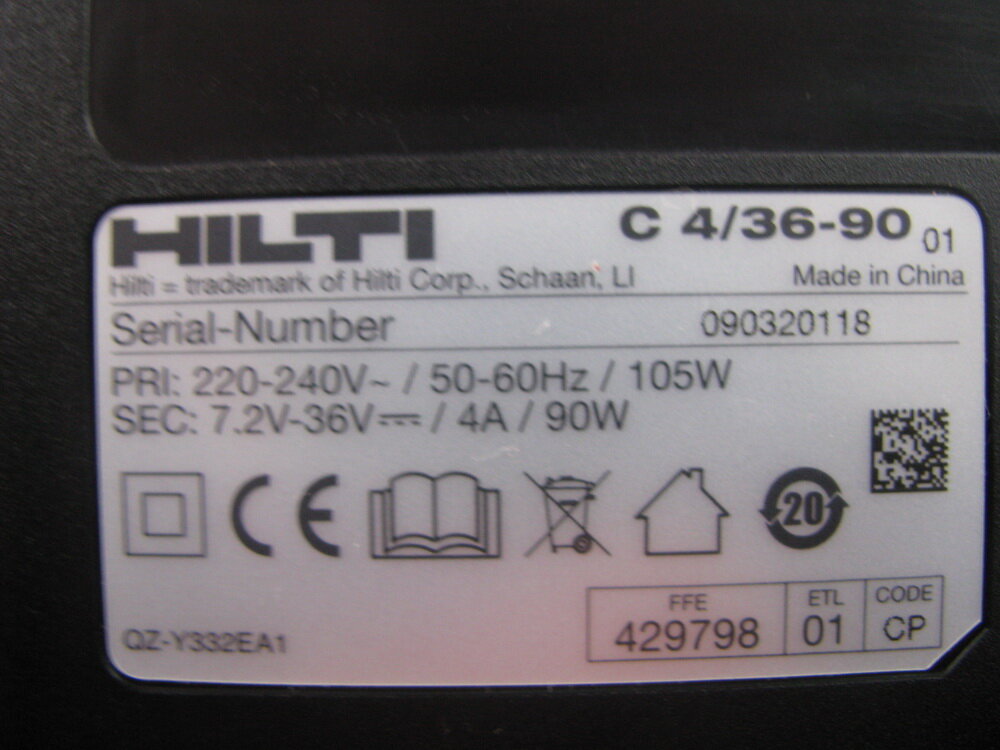 HILTI C 4/36-90 01
Hilti = trademark of Hilti Corp., Schaan, LI Made in China
Serial-Number 090320118
PRI: 220-240V~ / 50-60Hz / 105W
SEC: 7.2V-36V⎓ / 4A / 90W
CE 20
FFE ETL CODE
429798 01 CP
QZ-Y332EA1